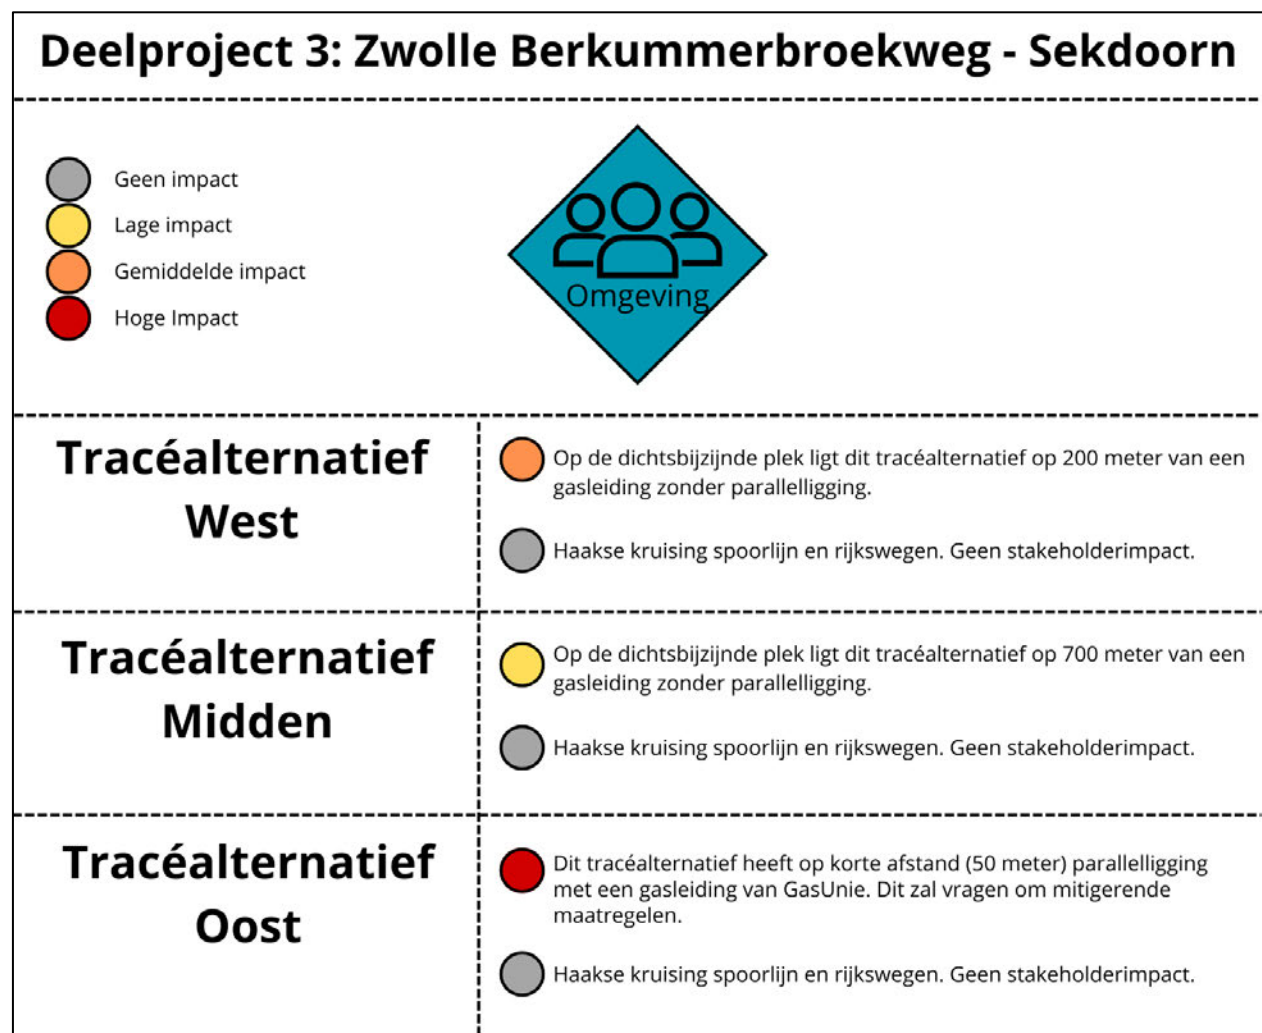 Deelproject 3: Zwolle Berkummerbroekweg - Sekdoorn
Geen impact
Lage impact
Gemiddelde impact
Hoge Impact
Omgeving
Tracéalternatief
West
Op de dichtsbijzijnde plek ligt dit tracéalternatief op 200 meter van een
gasleiding zonder parallelligging.
Haakse kruising spoorlijn en rijkswegen. Geen stakeholderimpact.
Tracéalternatief
Midden
Op de dichtsbijzijnde plek ligt dit tracéalternatief op 700 meter van een
gasleiding zonder parallelligging.
Haakse kruising spoorlijn en rijkswegen. Geen stakeholderimpact.
Tracéalternatief
Oost
Dit tracéalternatief heeft op korte afstand (50 meter) parallelligging
met een gasleiding van GasUnie. Dit zal vragen om mitigerende
maatregelen.
Haakse kruising spoorlijn en rijkswegen. Geen stakeholderimpact.